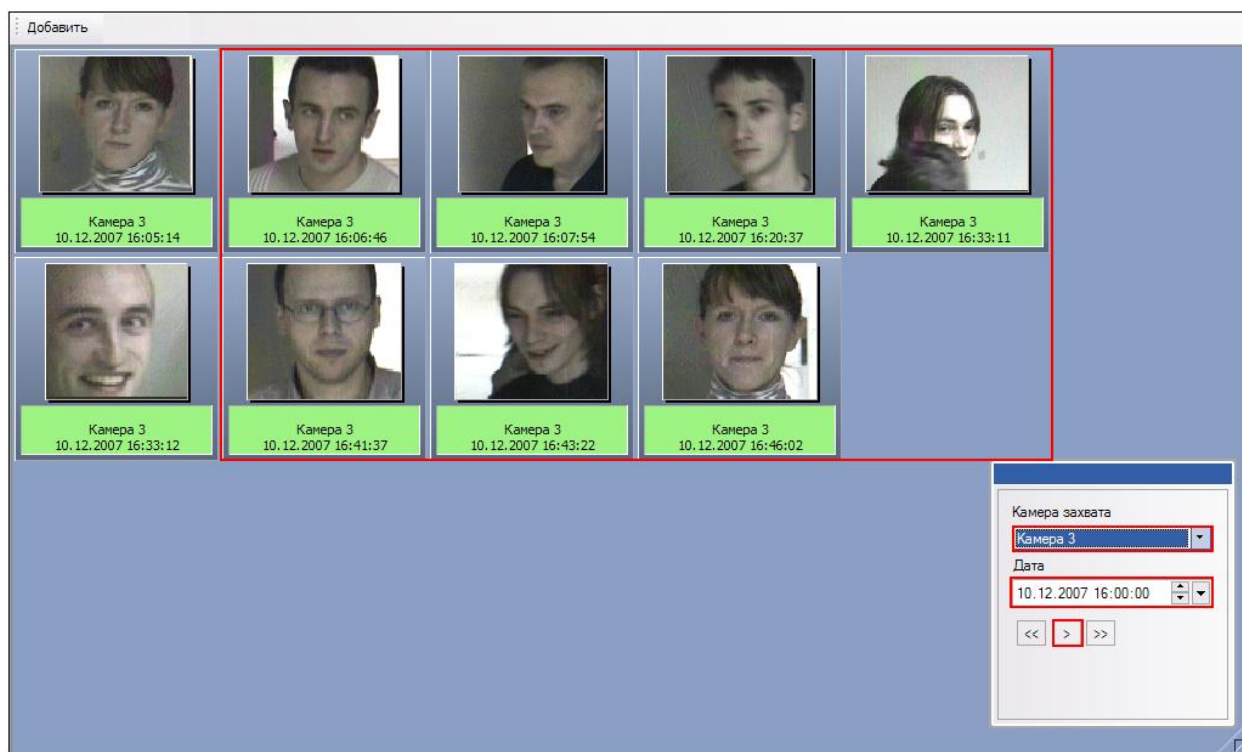 Добавить
Камера 3
10.12.2007 16:05:14
Камера 3
10.12.2007 16:06:46
Камера 3
10.12.2007 16:07:54
Камера 3
10.12.2007 16:20:37
Камера 3
10.12.2007 16:33:11
Камера 3
10.12.2007 16:33:12
Камера 3
10.12.2007 16:41:37
Камера 3
10.12.2007 16:43:22
Камера 3
10.12.2007 16:46:02
Камера захвата
Камера 3
Дата
10.12.2007 16:00:00
<< > >>